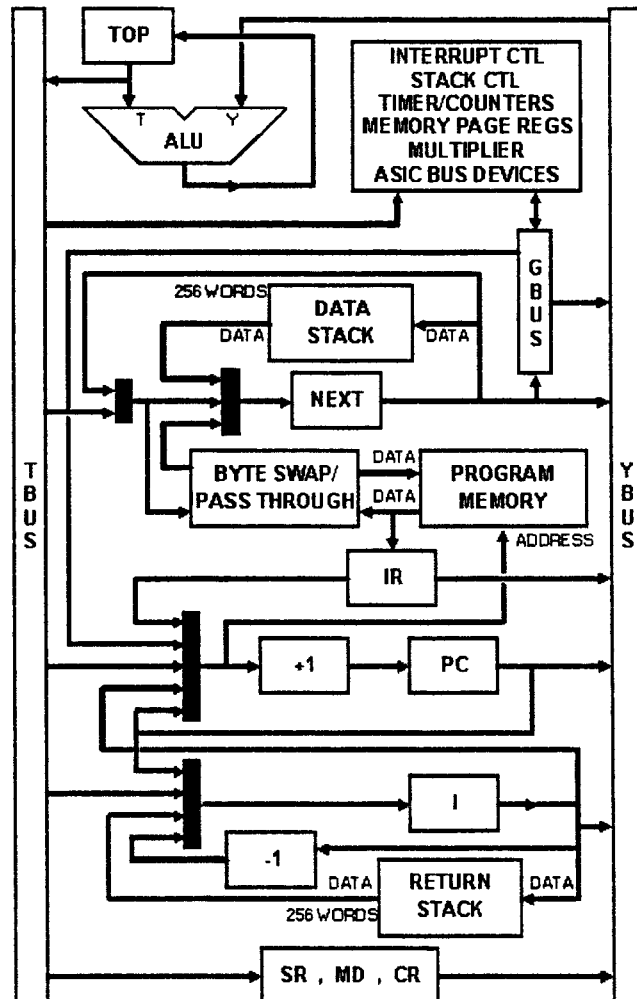 TOP
T Y
ALU
INTERRUPT CTL
STACK CTL
TIMER/COUNTERS
MEMORY PAGE REGS
MULTIPLIER
ASIC BUS DEVICES
G
B
U
S
256 WORDS
DATA
STACK
DATA
DATA
NEXT
T
B
U
S
Y
B
U
S
BYTE SWAP/
PASS THROUGH
DATA
DATA
PROGRAM
MEMORY
ADDRESS
IR
+1
PC
I
-1
DATA
256 WORDS
RETURN
STACK
DATA
SR , MD , CR